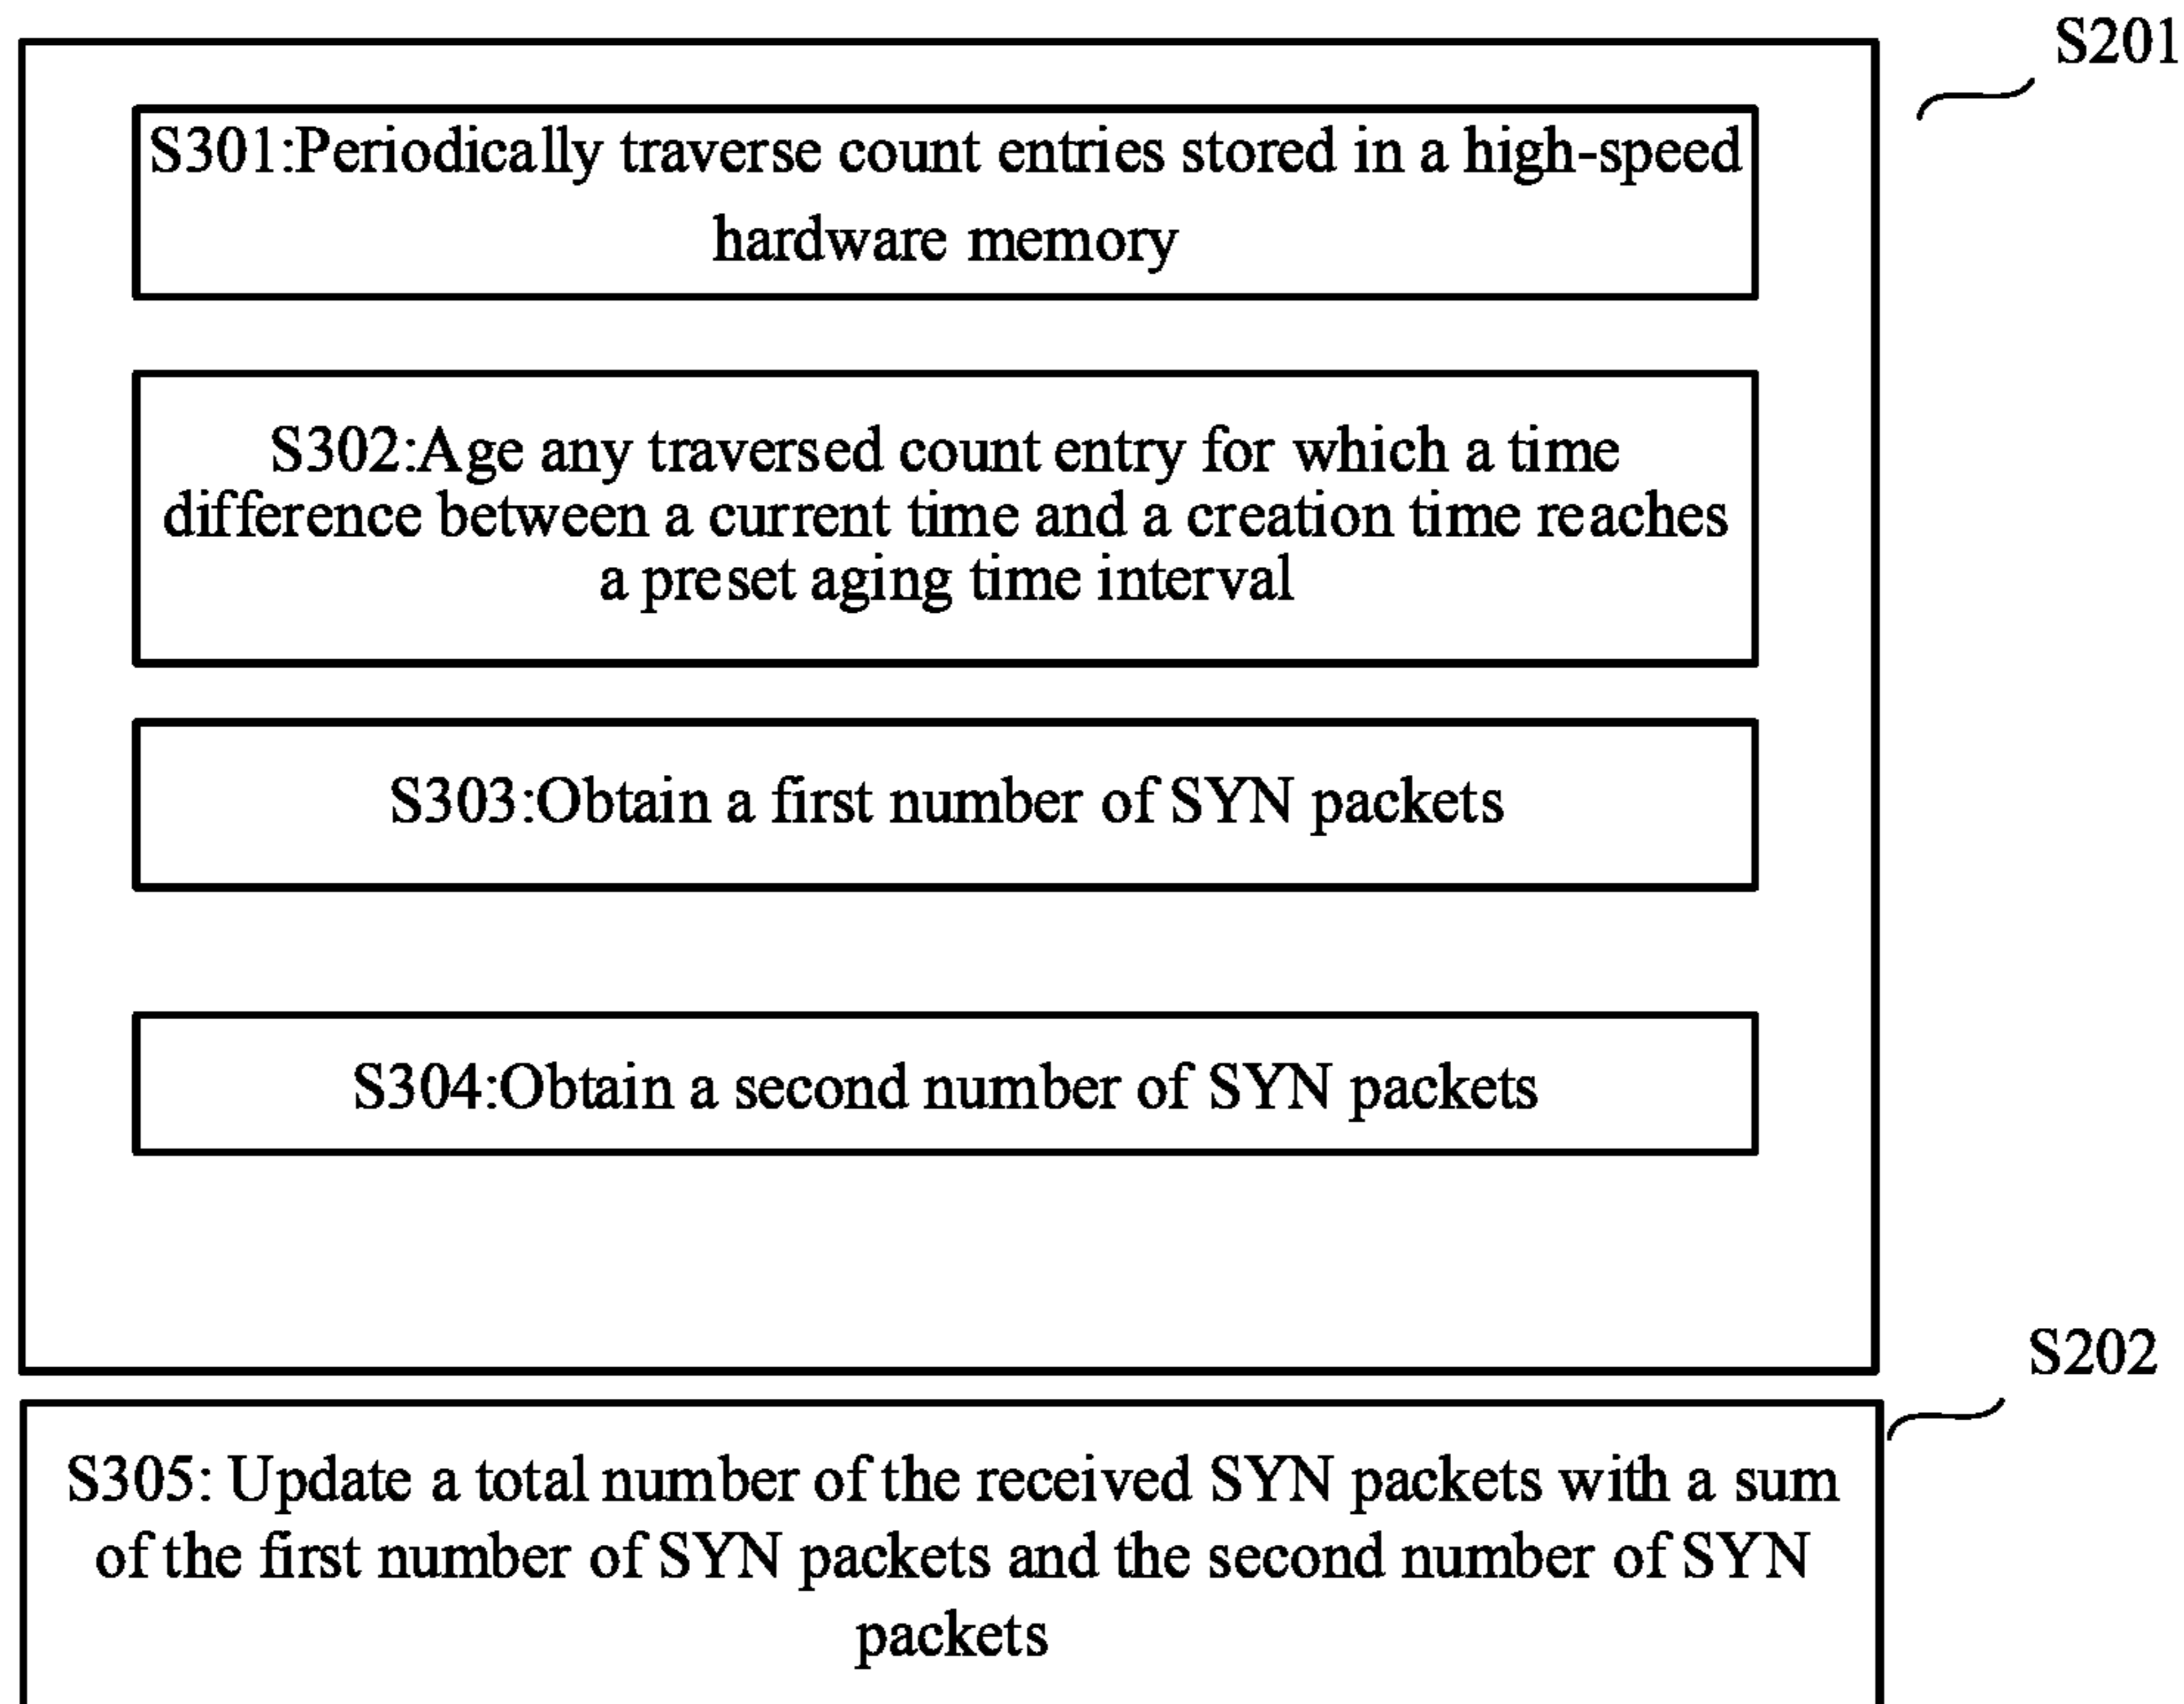 S201
S301:Periodically traverse count entries stored in a high-speed
hardware memory
S302:Age any traversed count entry for which a time
difference between a current time and a creation time reaches
a preset aging time interval
S303:Obtain a first number of SYN packets
S304:Obtain a second number of SYN packets
S202
S305: Update a total number of the received SYN packets with a sum
of the first number of SYN packets and the second number of SYN
packets